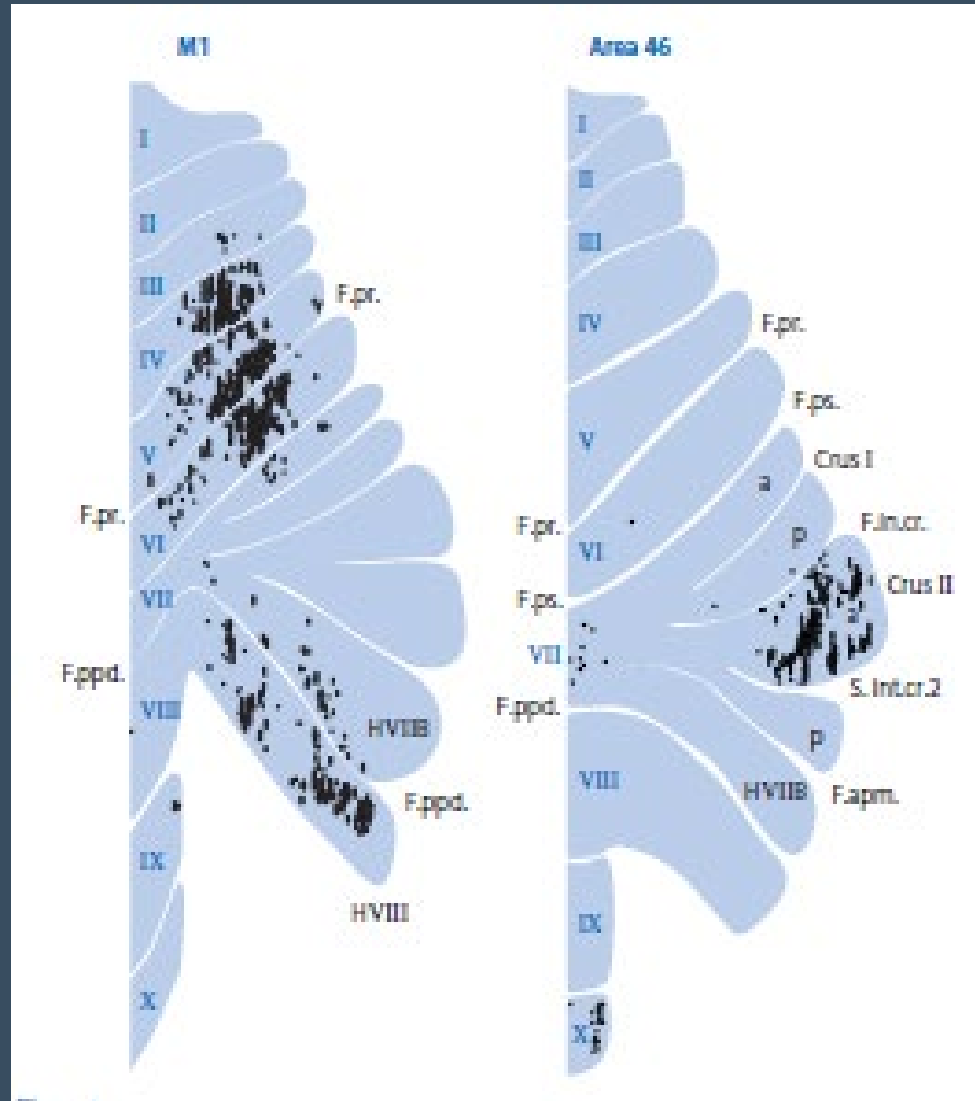 M1
I
II
III
F.pr.
IV
V
F.pr.
VI
VII
F.ppd.
VIII
HVIIB
F.ppd.
IX
HVIII
X
Area 46
I
II
III
IV
F.pr.
F.ps.
V
Crus I
a
F.pr.
F.in.cr.
p
VI
Crus II
a
F.ps.
VII
S. int.cr.2
F.ppd.
p
VIII
HVIIB
F.apm.
IX
X